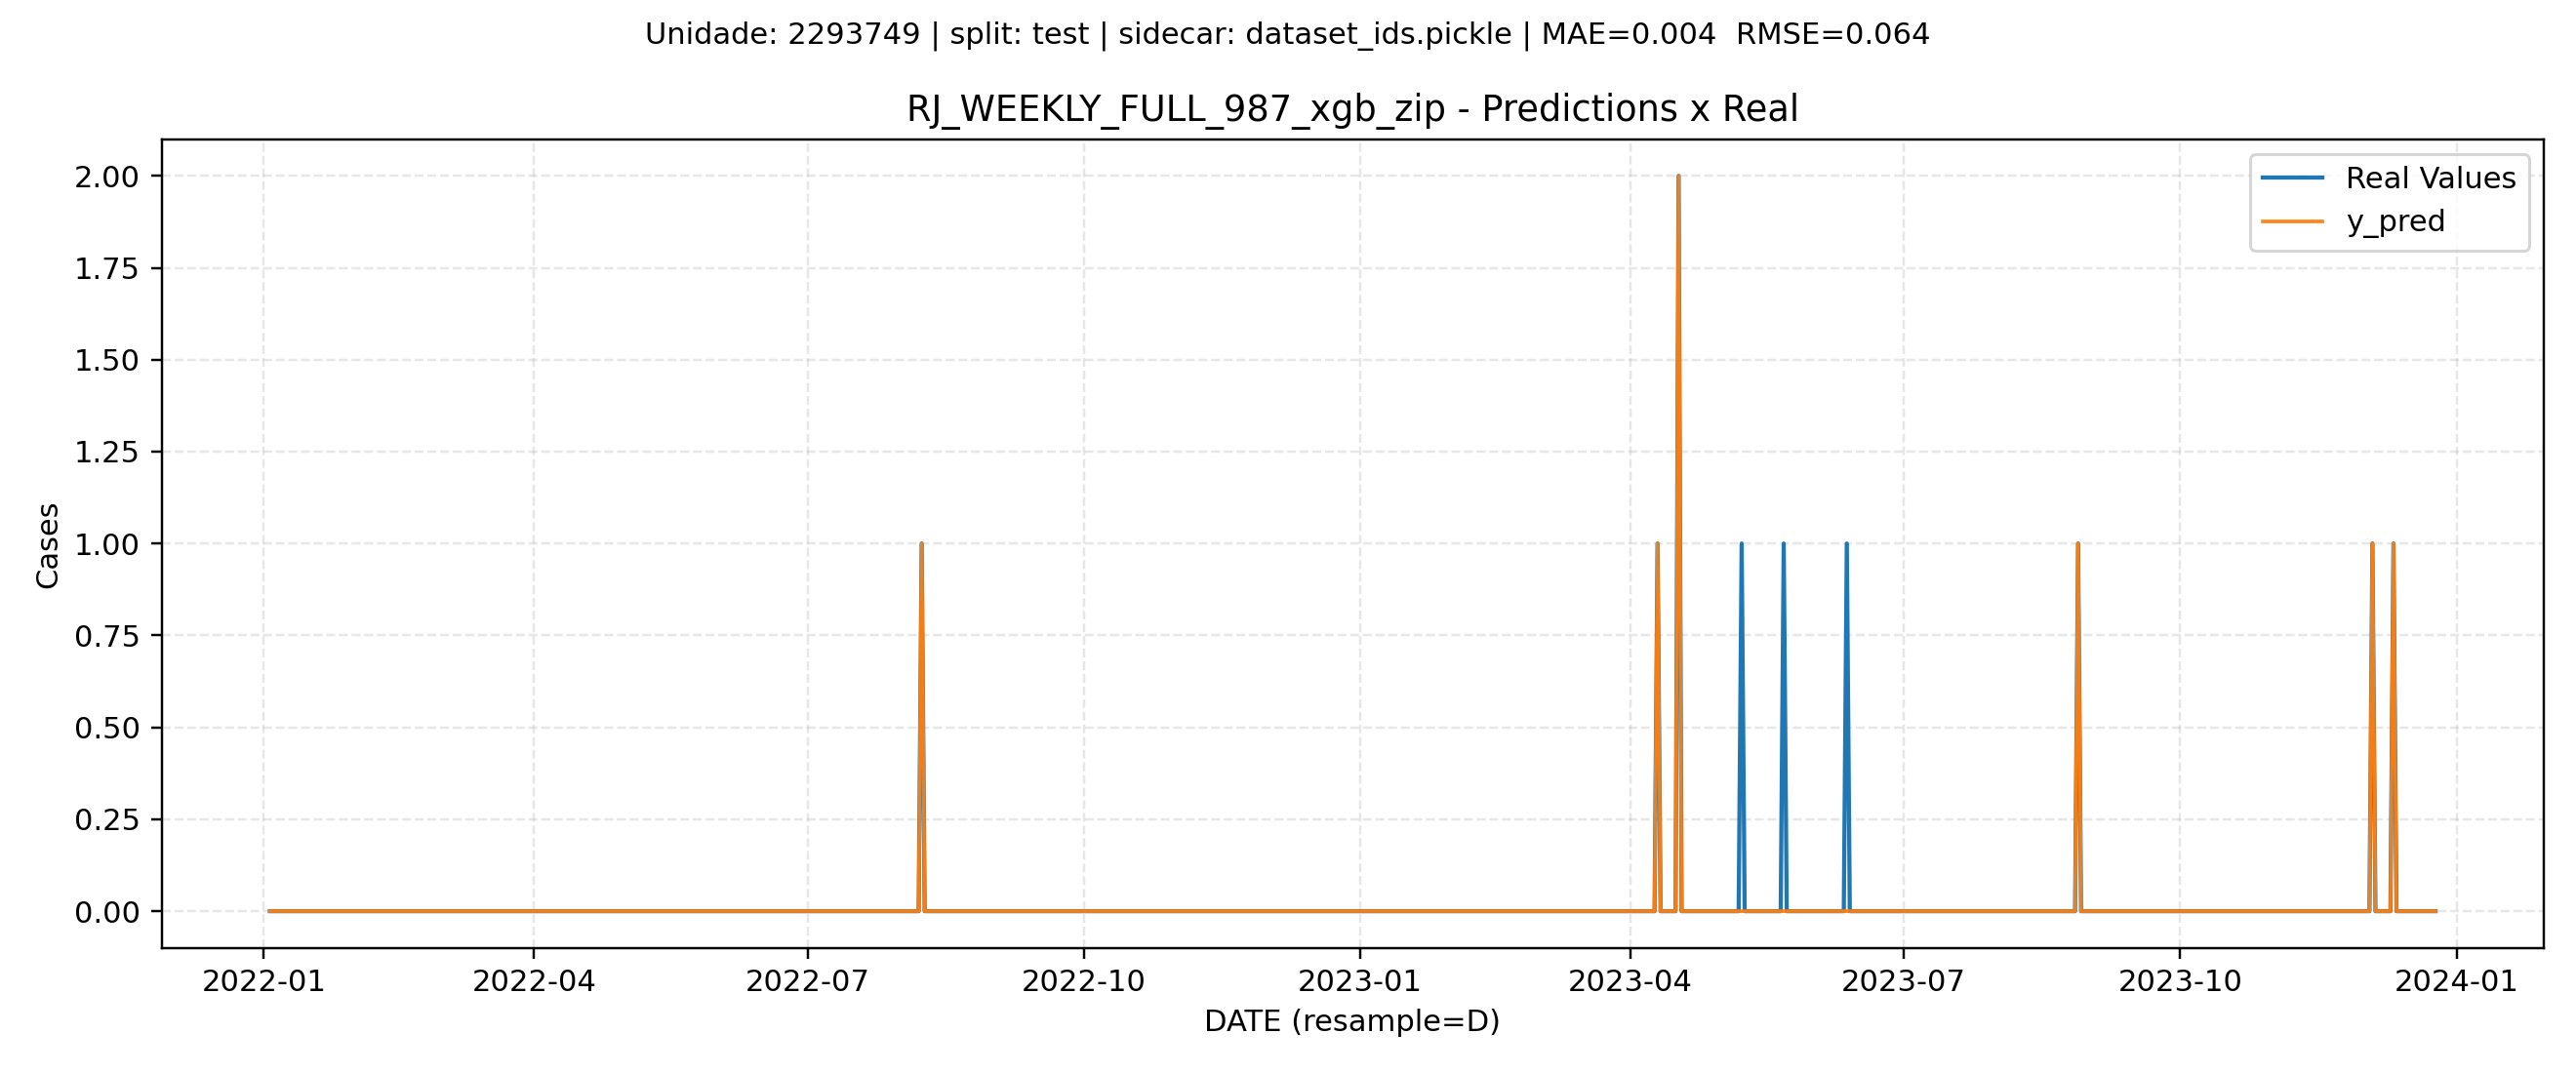 Unidade: 2293749 | split: test | sidecar: dataset_ids.pickle | MAE=0.004  RMSE=0.064
RJ_WEEKLY_FULL_987_xgb_zip - Predictions x Real
Real Values
y_pred
Cases
2.00
1.75
1.50
1.25
1.00
0.75
0.50
0.25
0.00
2022-01 2022-04 2022-07 2022-10 2023-01 2023-04 2023-07 2023-10 2024-01
DATE (resample=D)